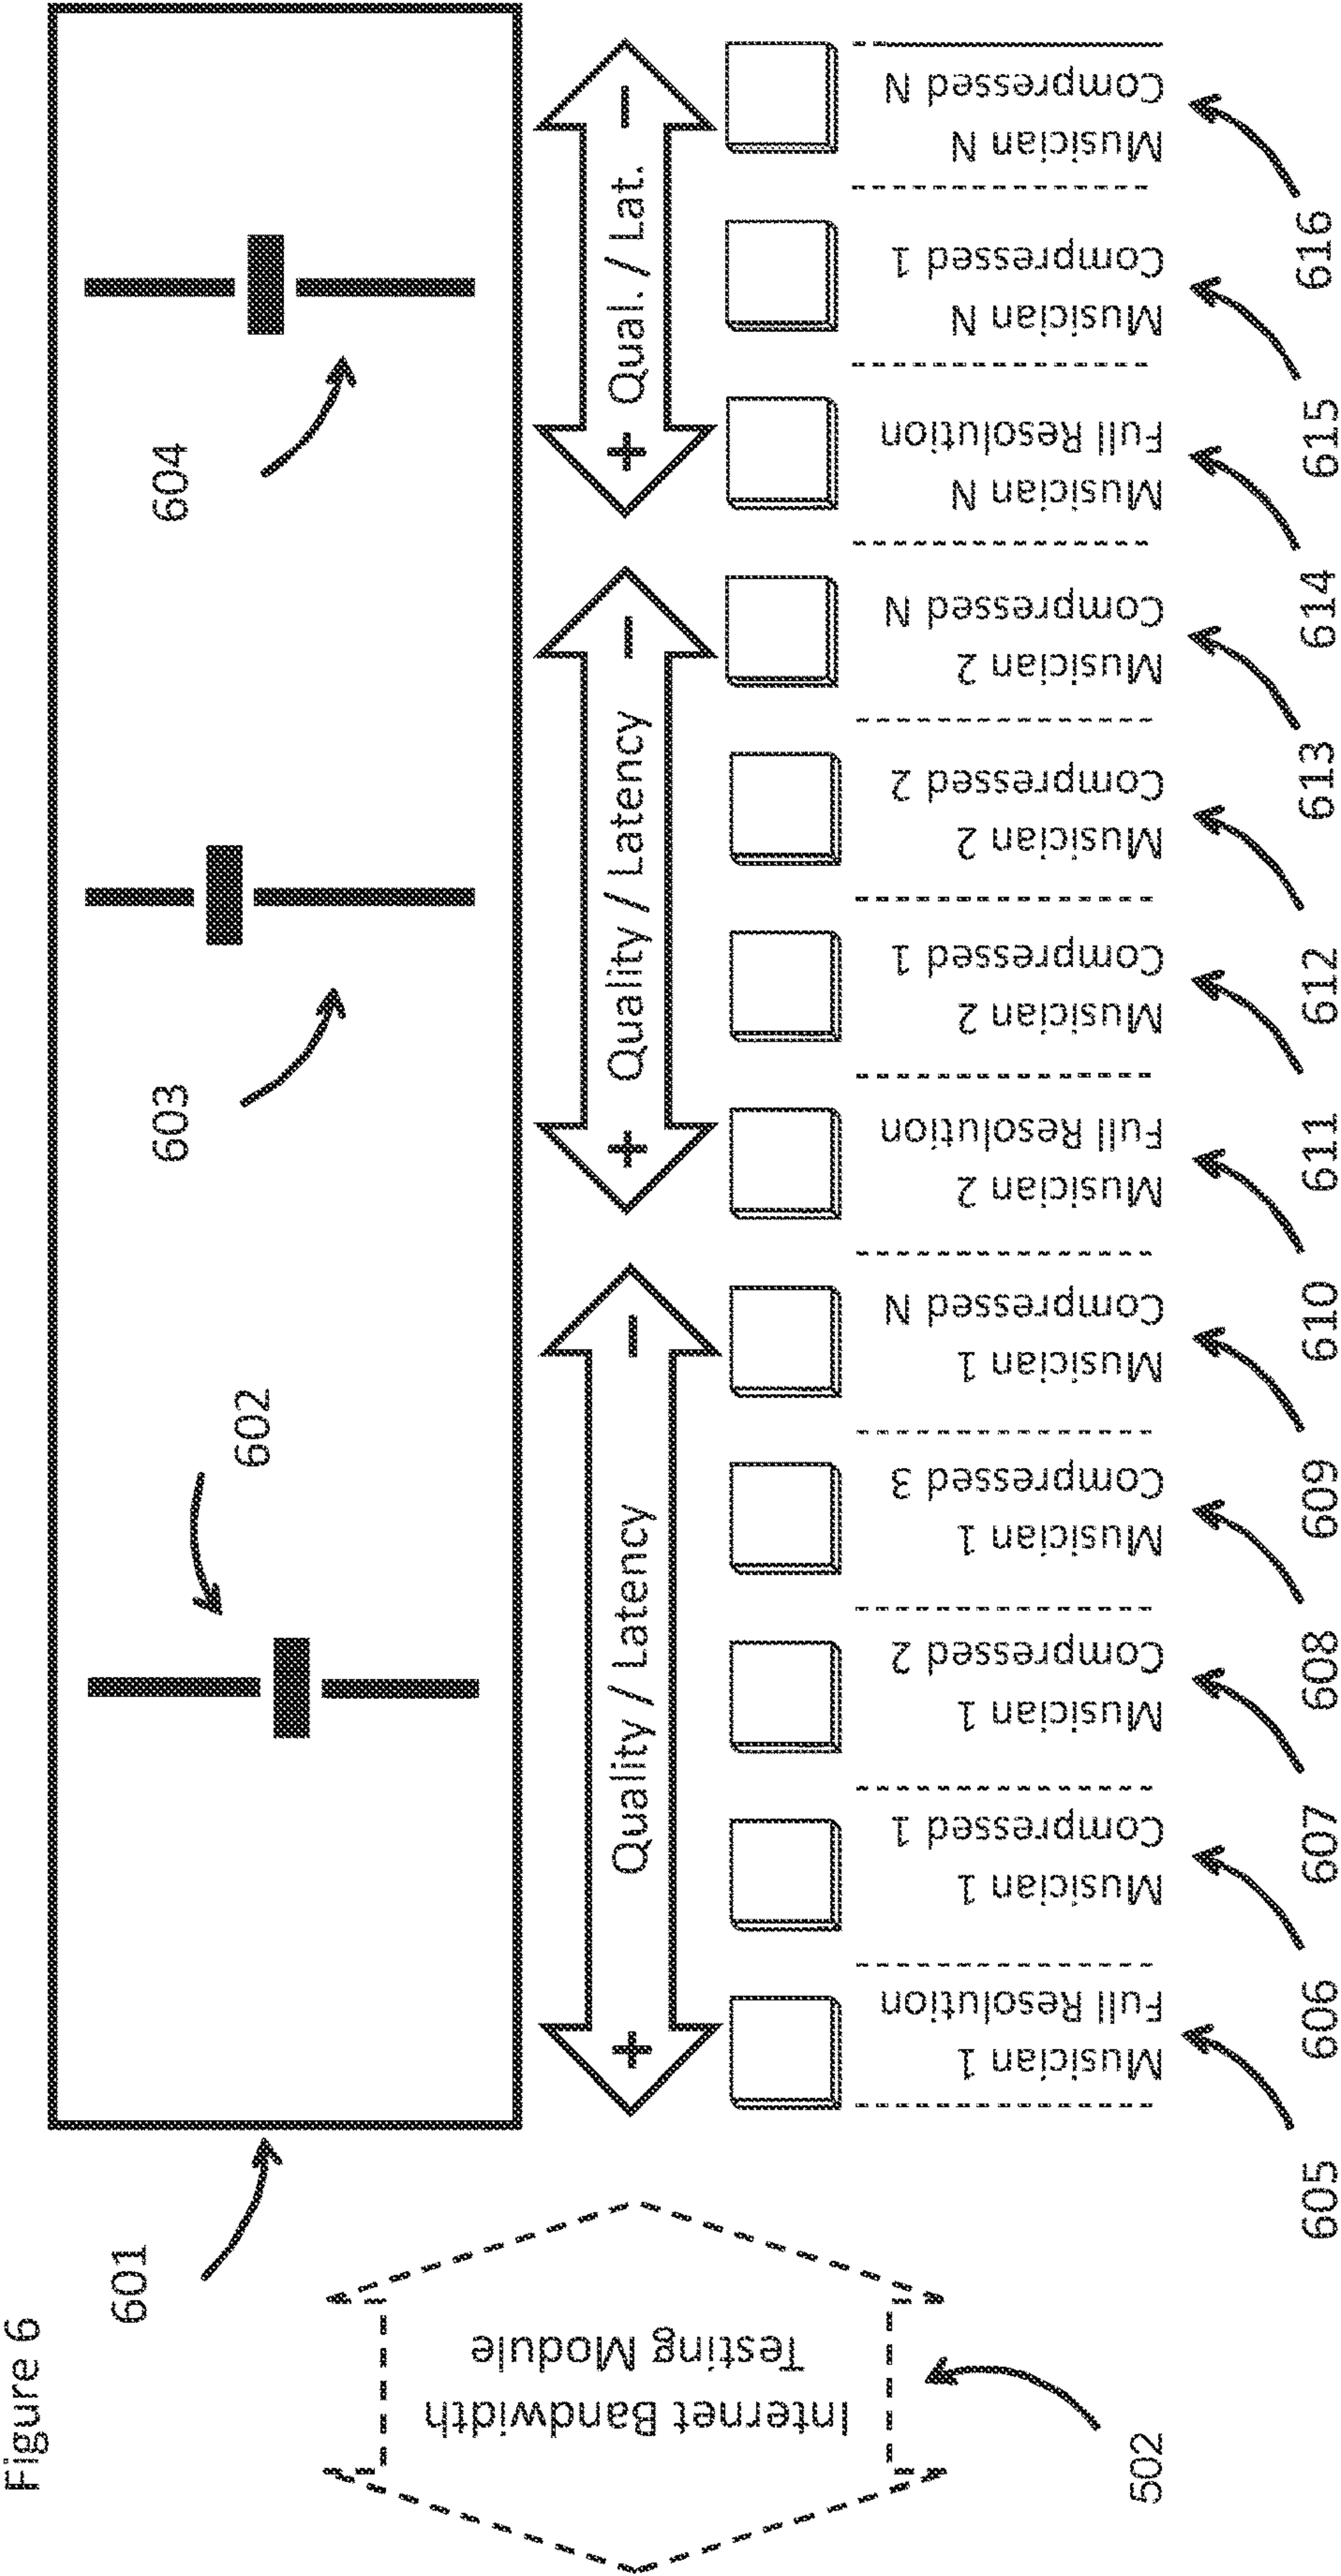 Figure 6
601
602
603
604
Quality / Latency
Quality / Latency
Qual. / Lat.
+
−
+
−
+
−
Internet Bandwidth
Testing Module
502
Musician 1
Full Resolution
Musician 1
Compressed 1
Musician 1
Compressed 2
Musician 1
Compressed 3
Musician 1
Compressed N
Musician 2
Full Resolution
Musician 2
Compressed 1
Musician 2
Compressed 2
Musician 2
Compressed N
Musician N
Full Resolution
Musician N
Compressed 1
Musician N
Compressed N
605
606
607
608
609
610
611
612
613
614
615
616